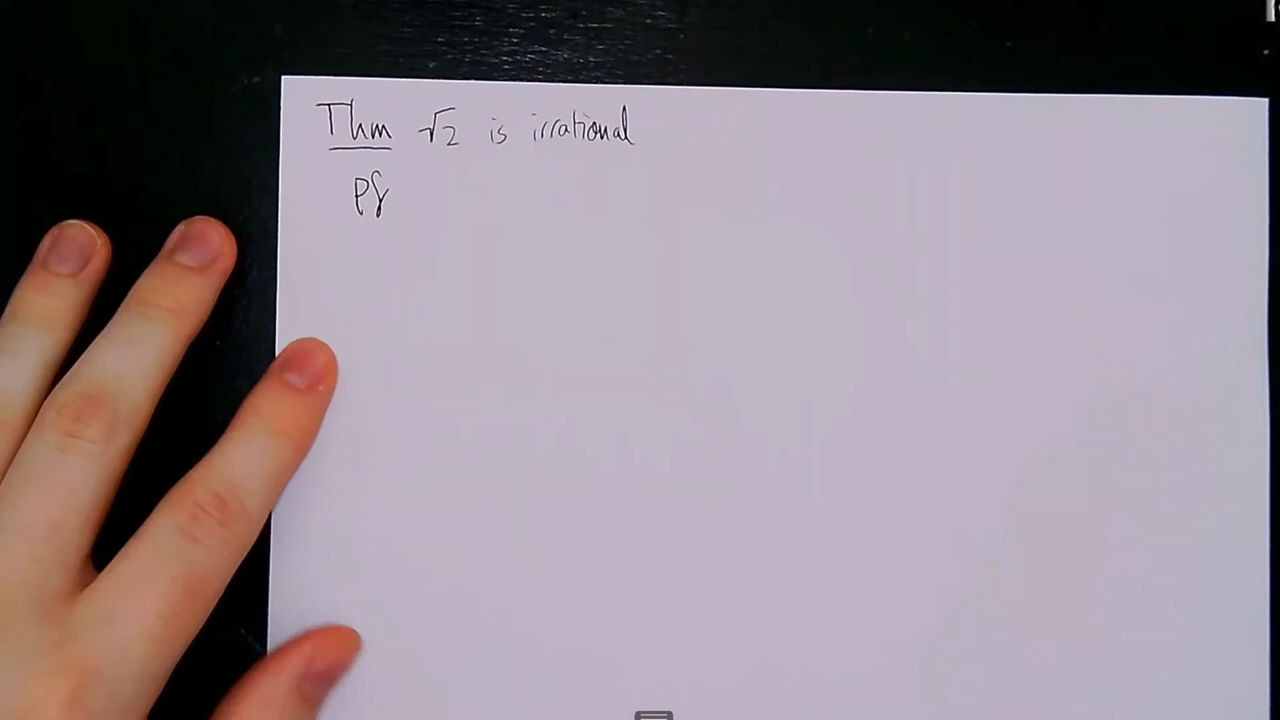 Thm √2 is irrational
pf